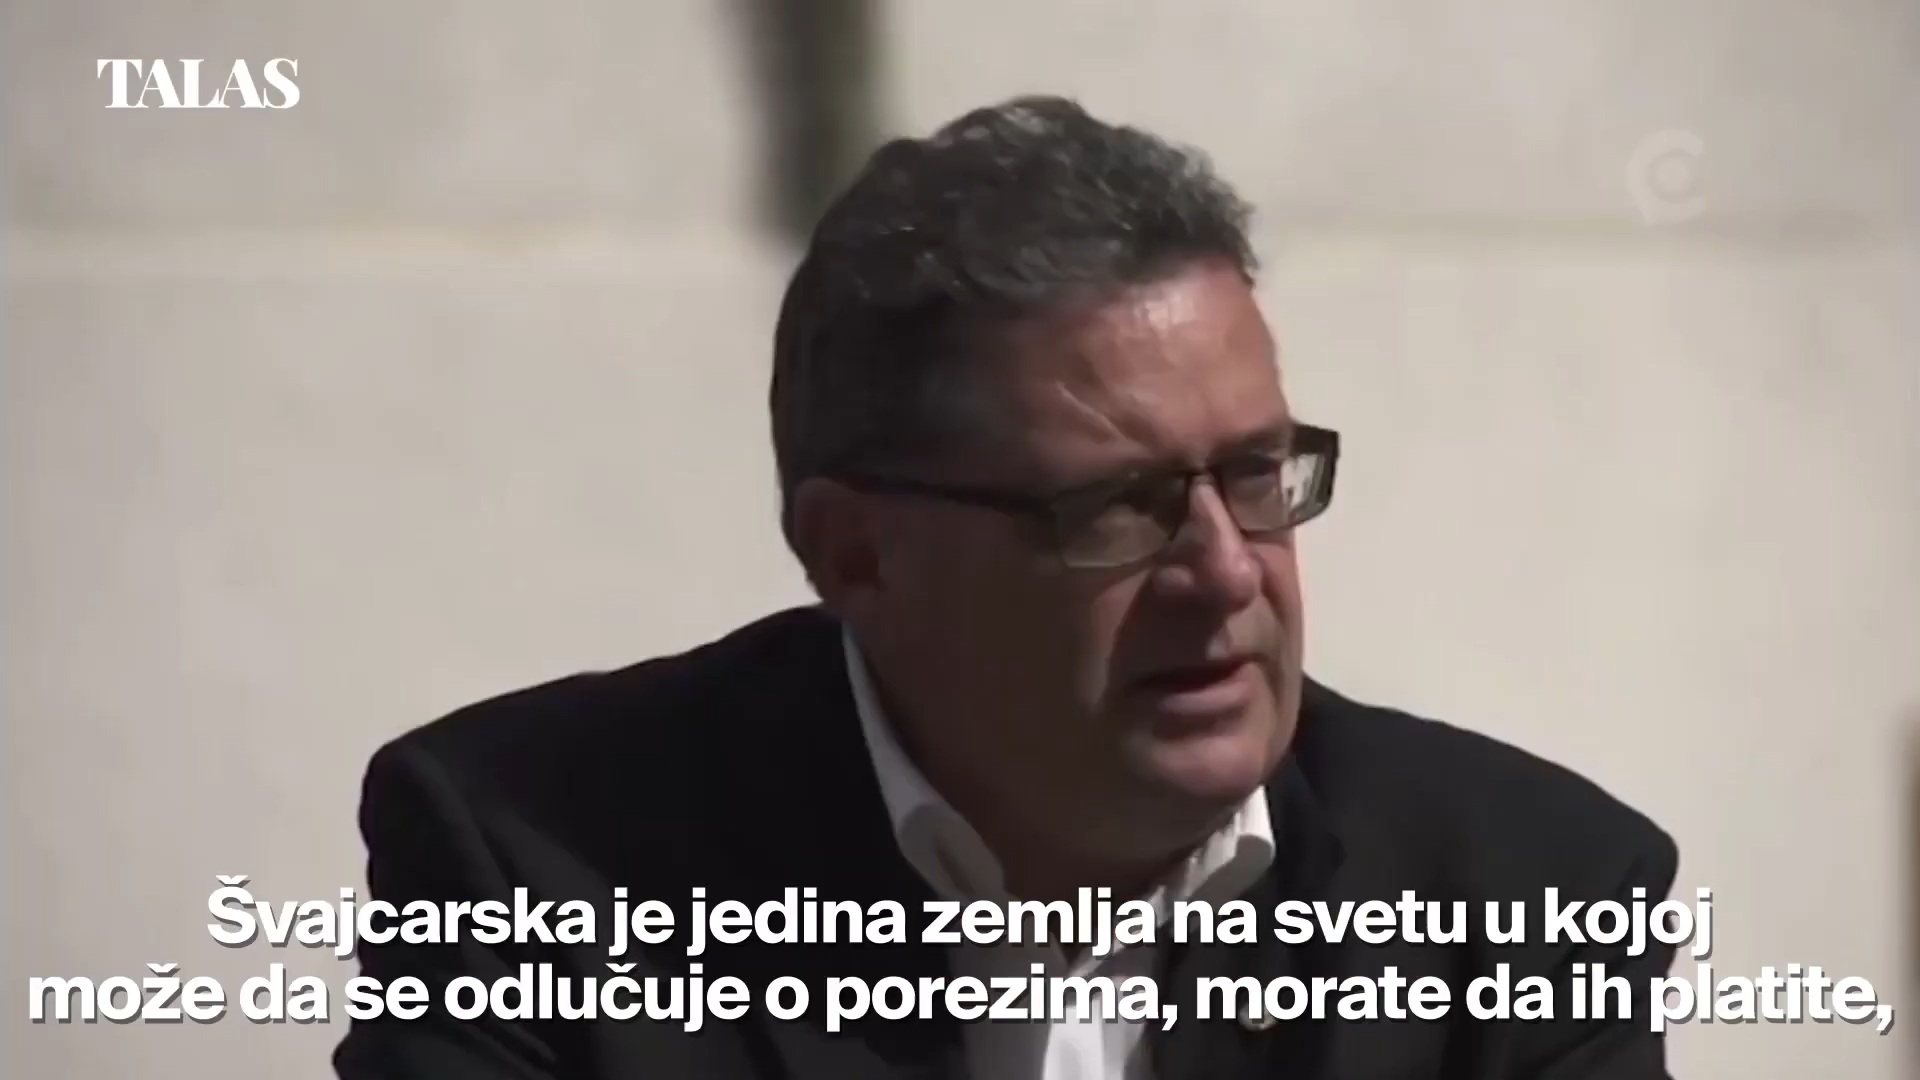 TALAS
Švajcarska je jedina zemlja na svetu u kojoj
može da se odlučuje o porezima, morate da ih platite,